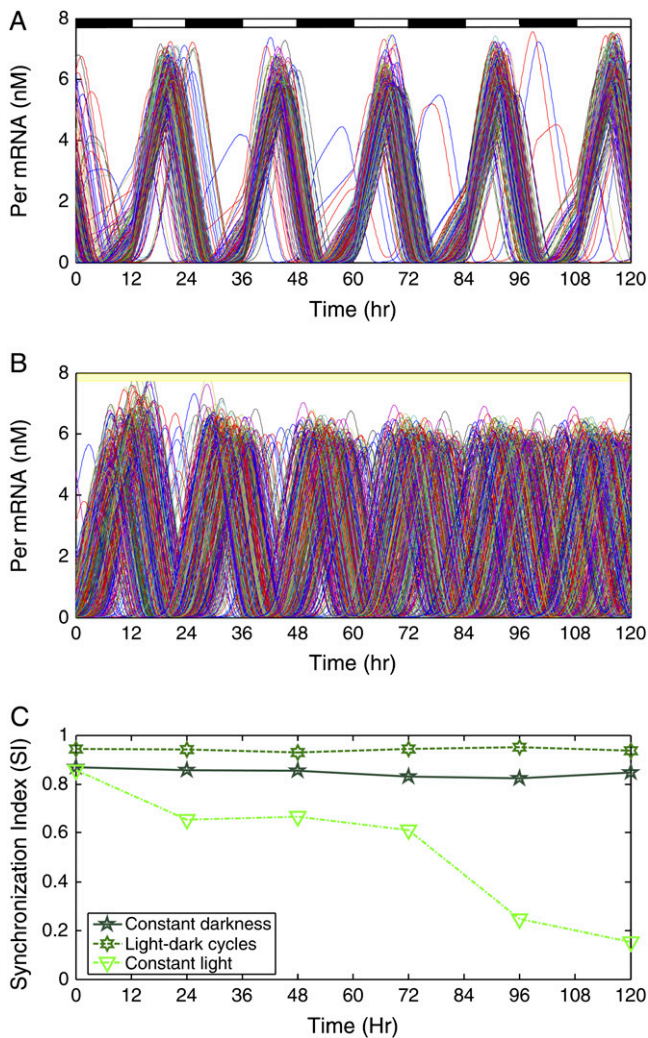 A
Per mRNA (nM)
8
6
4
2
0
0 12 24 36 48 60 72 84 96 108 120
Time (hr)
B
Per mRNA (nM)
8
6
4
2
0
0 12 24 36 48 60 72 84 96 108 120
Time (hr)
C
Synchronization Index (SI)
1
0.8
0.6
0.4
0.2
0
Constant darkness
Light-dark cycles
Constant light
0 12 24 36 48 60 72 84 96 108 120
Time (Hr)